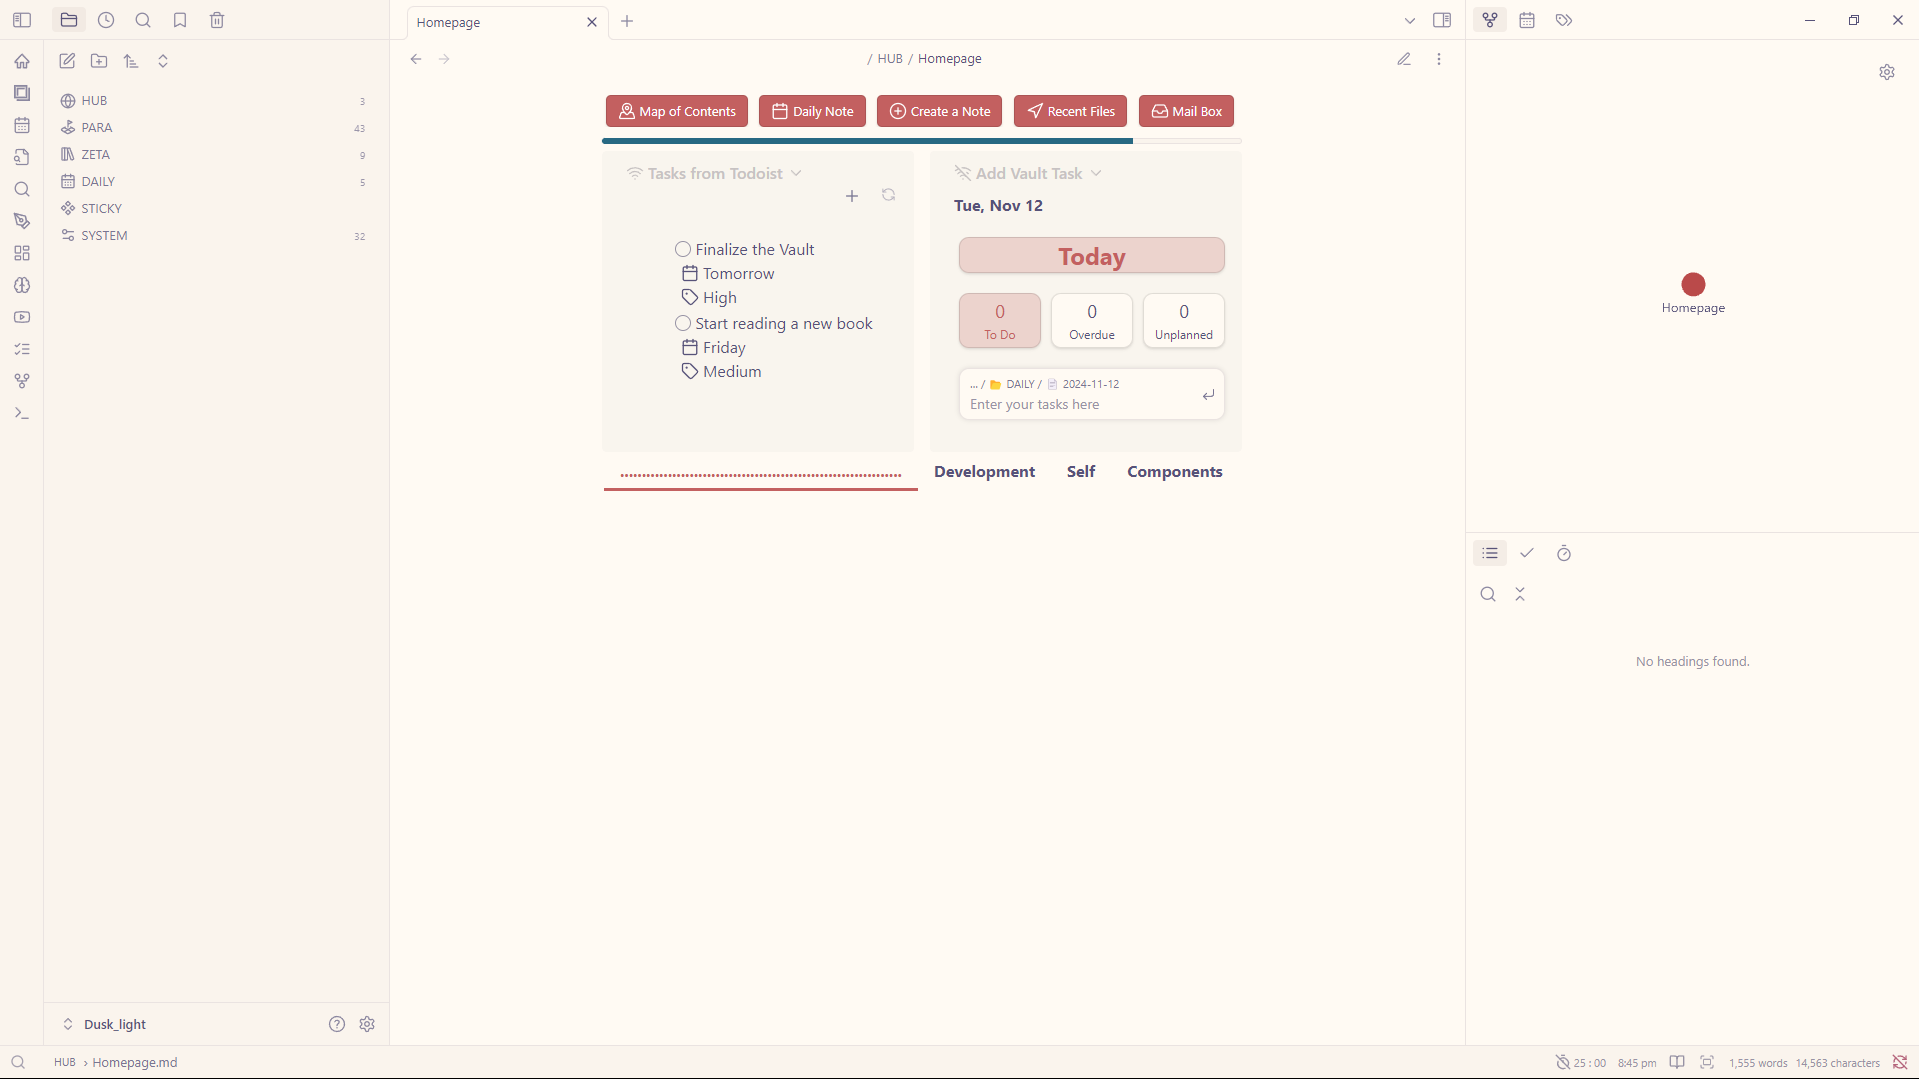 Homepage
/ HUB / Homepage
HUB 3
PARA 43
ZETA 9
DAILY 5
STICKY
SYSTEM 32
Map of Contents
Daily Note
Create a Note
Recent Files
Mail Box
Tasks from Todoist
Finalize the Vault
Tomorrow
High
Start reading a new book
Friday
Medium
Add Vault Task
Tue, Nov 12
Today
0 To Do
0 Overdue
0 Unplanned
... / DAILY / 2024-11-12
Enter your tasks here
Development Self Components
Homepage
No headings found.
Dusk_light
HUB › Homepage.md
25 : 00 8:45 pm 1,555 words 14,563 characters